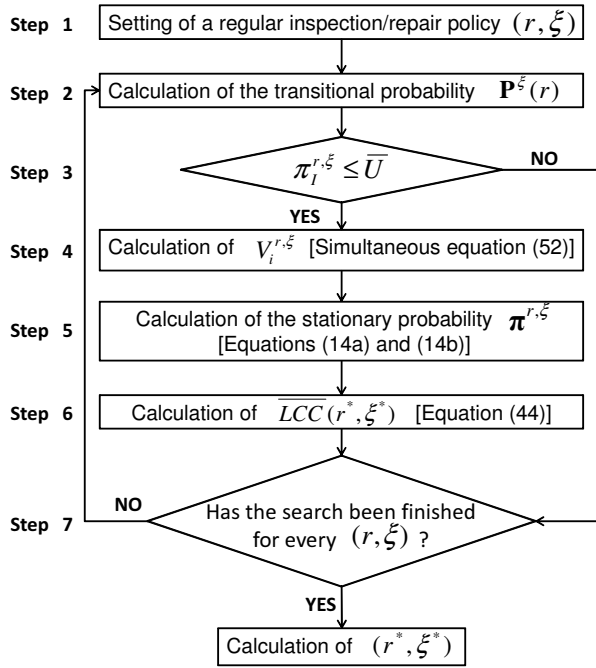 Step 1 Setting of a regular inspection/repair policy (r, ξ)
Step 2 Calculation of the transitional probability P^ξ(r)
Step 3 π_I^{r,ξ} ≤ U̅ NO
YES
Step 4 Calculation of V_i^{r,ξ} [Simultaneous equation (52)]
Step 5 Calculation of the stationary probability π^{r,ξ}
[Equations (14a) and (14b)]
Step 6 Calculation of \overline{LCC}(r^*, ξ^*) [Equation (44)]
NO
Step 7 Has the search been finished
for every (r, ξ) ?
YES
Calculation of (r^*, ξ^*)